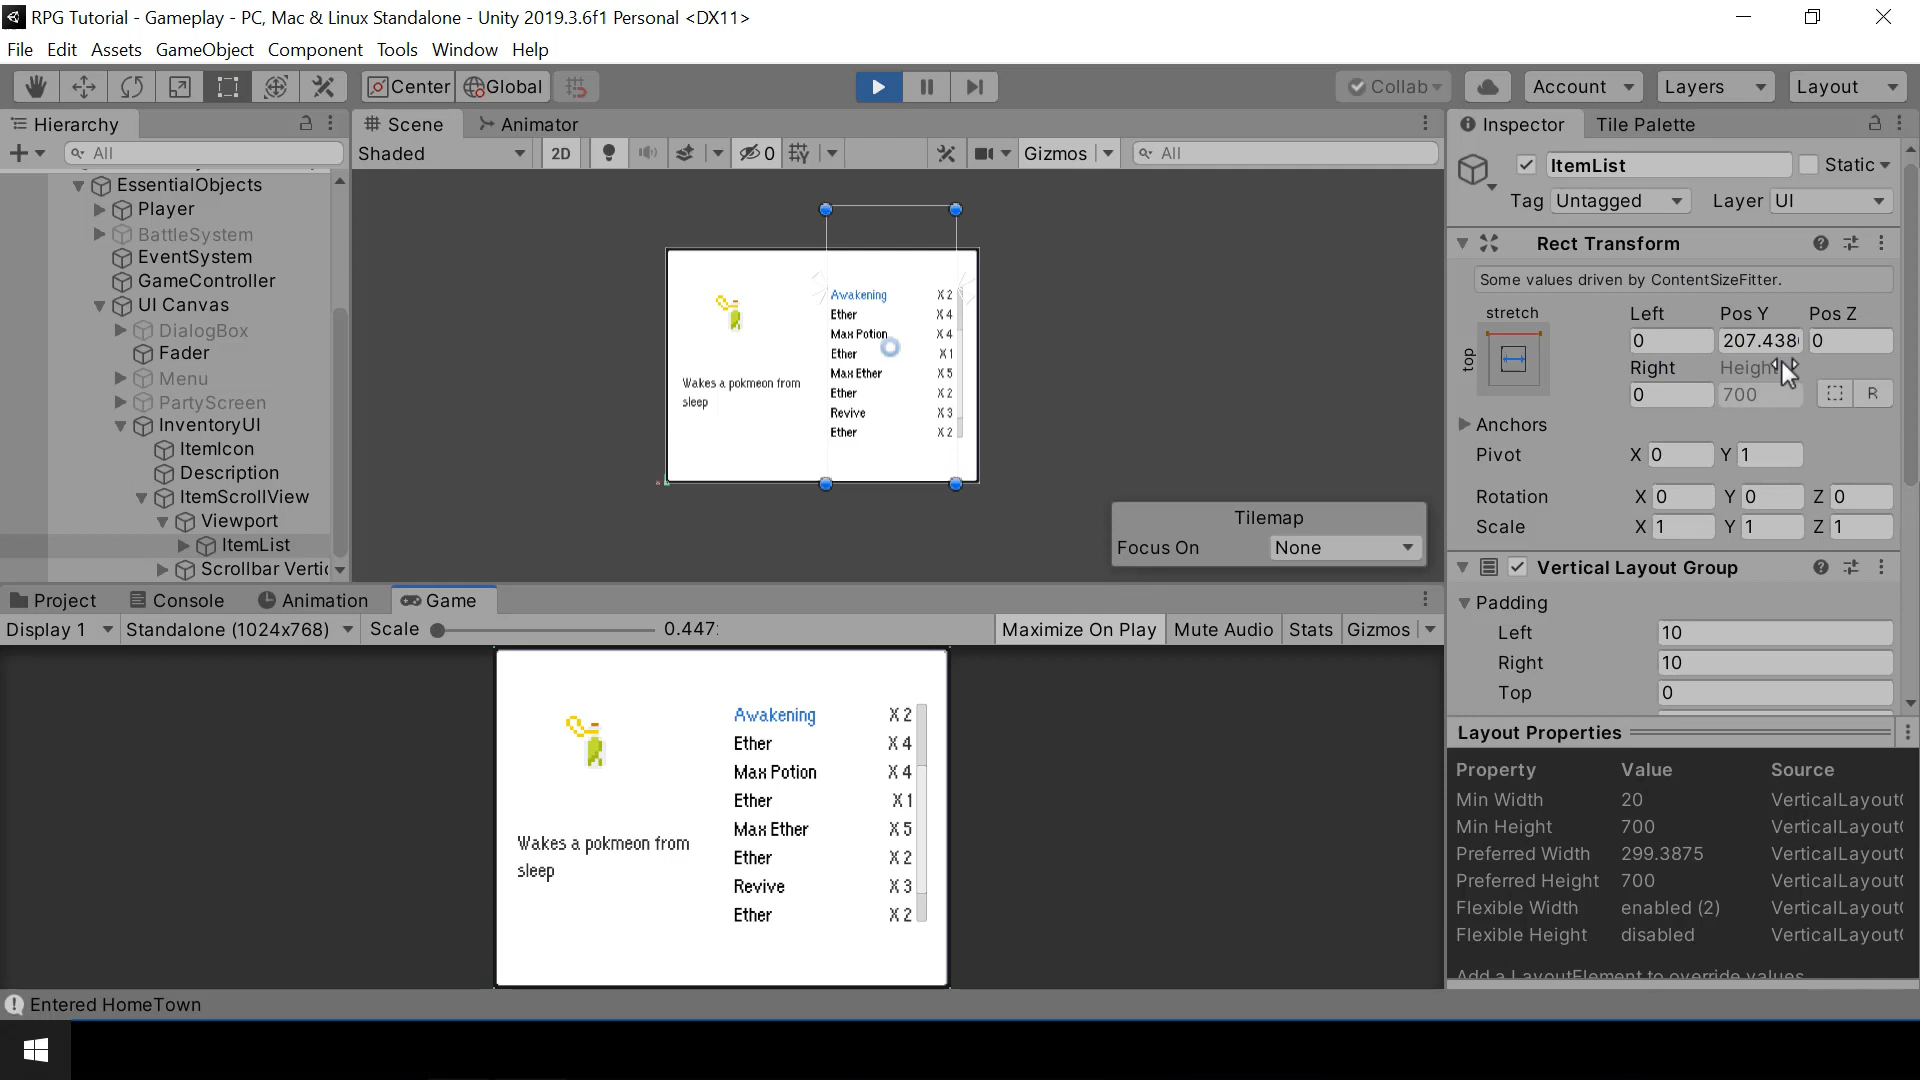 RPG Tutorial - Gameplay - PC, Mac & Linux Standalone - Unity 2019.3.6f1 Personal <DX11>
File Edit Assets GameObject Component Tools Window Help
Center Global Collab Account Layers Layout
Hierarchy
All
EssentialObjects
Player
BattleSystem
EventSystem
GameController
UI Canvas
DialogBox
Fader
Menu
PartyScreen
InventoryUI
ItemIcon
Description
ItemScrollView
Viewport
ItemList
Scrollbar Vertic
Scene Animator
Shaded 2D 0 Gizmos All
Awakening X 2
Ether X 4
Max Potion X 4
Ether X 1
Max Ether X 5
Ether X 2
Revive X 3
Ether X 2
Wakes a pokmeon from
sleep
Tilemap
Focus On None
Project Console Animation Game
Display 1 Standalone (1024x768) Scale 0.447: Maximize On Play Mute Audio Stats Gizmos
Awakening X 2
Ether X 4
Max Potion X 4
Ether X 1
Max Ether X 5
Ether X 2
Revive X 3
Ether X 2
Wakes a pokmeon from
sleep
Inspector Tile Palette
ItemList Static
Tag Untagged Layer UI
Rect Transform
Some values driven by ContentSizeFitter.
stretch
top
Left Pos Y Pos Z
0 207.438 0
Right Height
0 700 R
Anchors
Pivot X 0 Y 1
Rotation X 0 Y 0 Z 0
Scale X 1 Y 1 Z 1
Vertical Layout Group
Padding
Left 10
Right 10
Top 0
Layout Properties
Property Value Source
Min Width 20 VerticalLayout
Min Height 700 VerticalLayout
Preferred Width 299.3875 VerticalLayout
Preferred Height 700 VerticalLayout
Flexible Width enabled (2) VerticalLayout
Flexible Height disabled VerticalLayout
Add a LayoutElement to override values.
Entered HomeTown